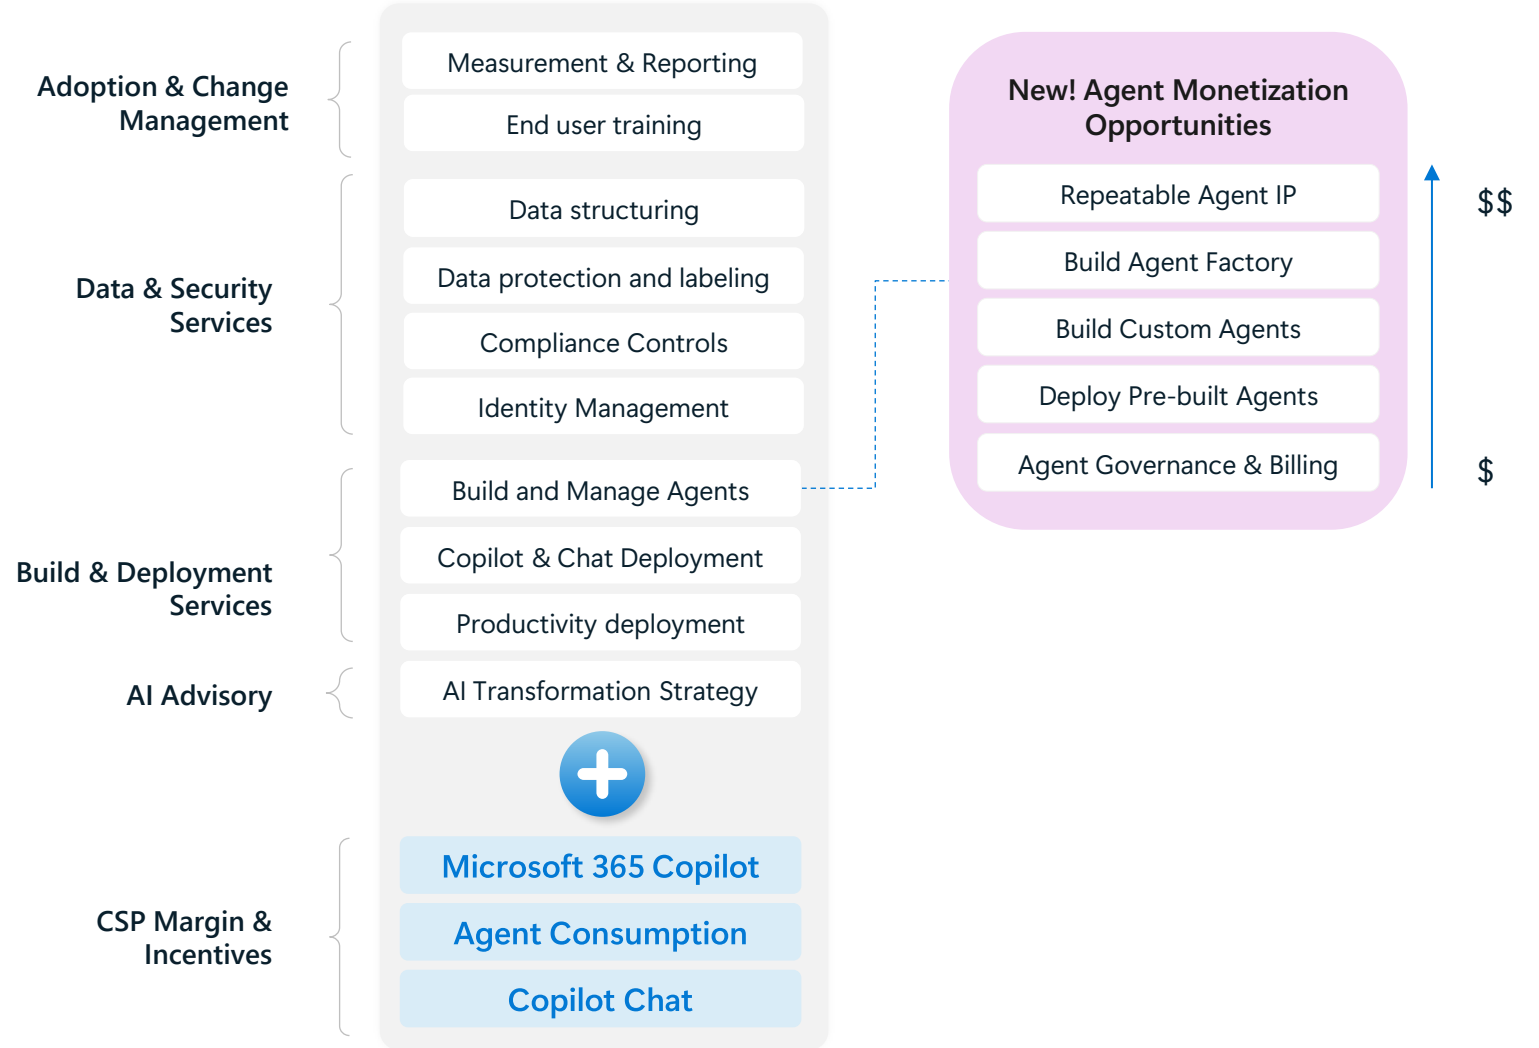 Adoption & Change
Management
Measurement & Reporting
End user training
Data & Security
Services
Data structuring
Data protection and labeling
Compliance Controls
Identity Management
Build & Deployment
Services
Build and Manage Agents
Copilot & Chat Deployment
Productivity deployment
AI Advisory
AI Transformation Strategy
CSP Margin &
Incentives
Microsoft 365 Copilot
Agent Consumption
Copilot Chat
New! Agent Monetization
Opportunities
Repeatable Agent IP
Build Agent Factory
Build Custom Agents
Deploy Pre-built Agents
Agent Governance & Billing
$$
$